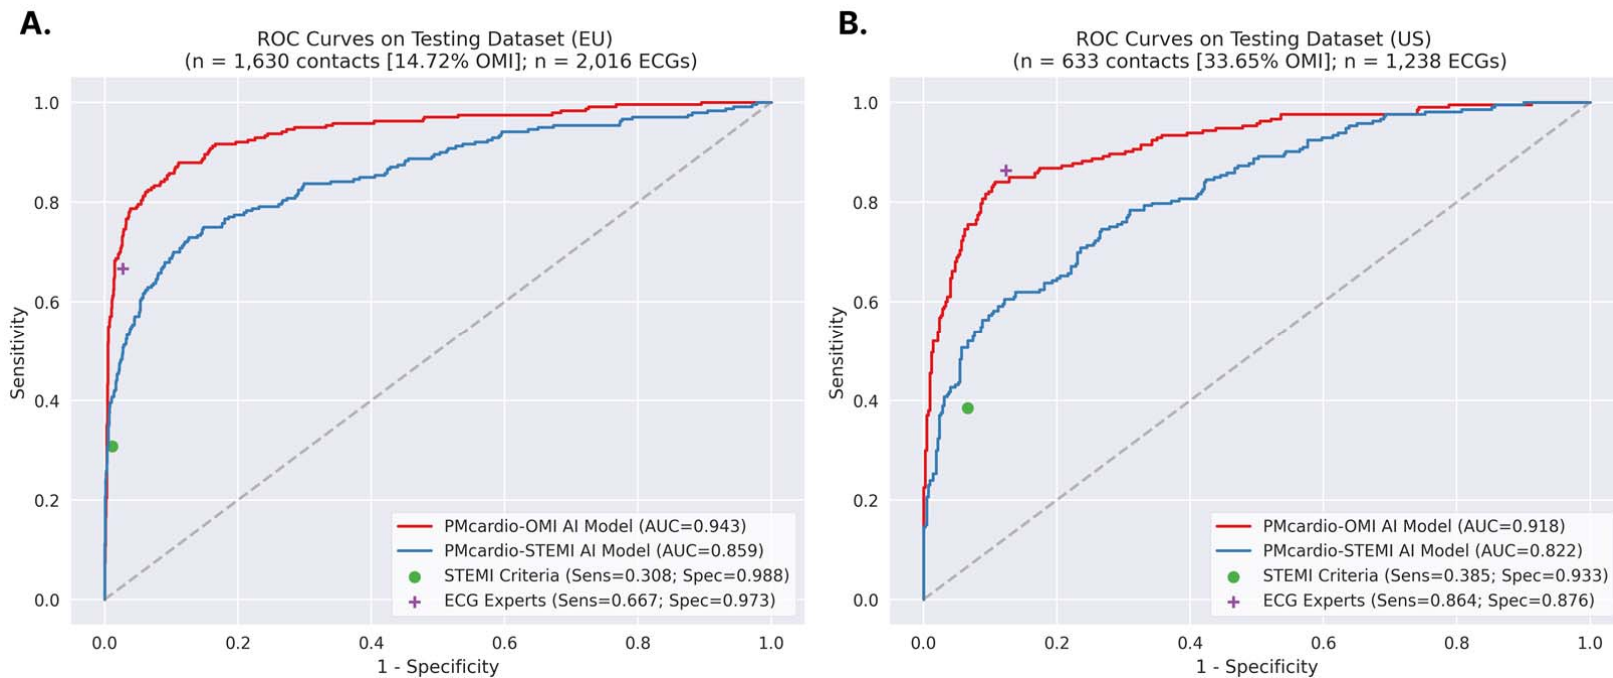 A.
ROC Curves on Testing Dataset (EU)
(n = 1,630 contacts [14.72% OMI]; n = 2,016 ECGs)
1.0
0.8
0.6
0.4
0.2
0.0
Sensitivity
PMcardio-OMI AI Model (AUC=0.943)
PMcardio-STEMI AI Model (AUC=0.859)
STEMI Criteria (Sens=0.308; Spec=0.988)
ECG Experts (Sens=0.667; Spec=0.973)
0.0 0.2 0.4 0.6 0.8 1.0
1 - Specificity
B.
ROC Curves on Testing Dataset (US)
(n = 633 contacts [33.65% OMI]; n = 1,238 ECGs)
1.0
0.8
0.6
0.4
0.2
0.0
Sensitivity
PMcardio-OMI AI Model (AUC=0.918)
PMcardio-STEMI AI Model (AUC=0.822)
STEMI Criteria (Sens=0.385; Spec=0.933)
ECG Experts (Sens=0.864; Spec=0.876)
0.0 0.2 0.4 0.6 0.8 1.0
1 - Specificity